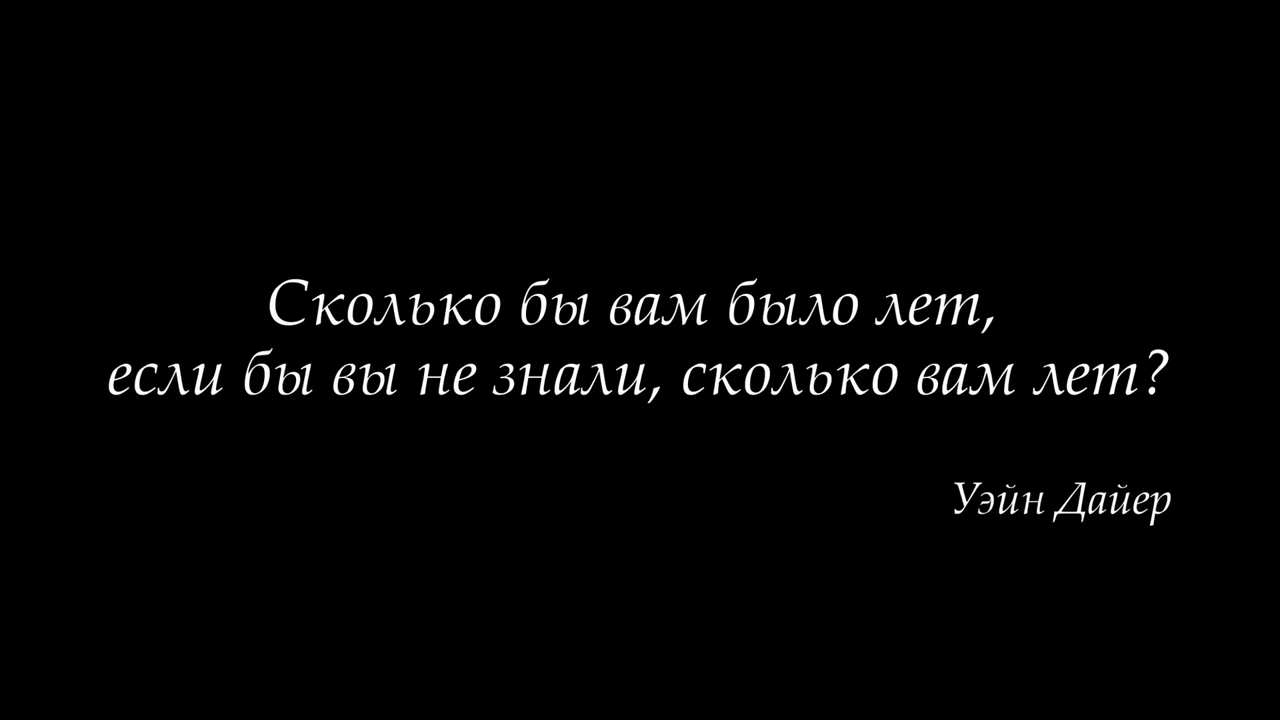 Сколько бы вам было лет,
если бы вы не знали, сколько вам лет?
Уэйн Дайер